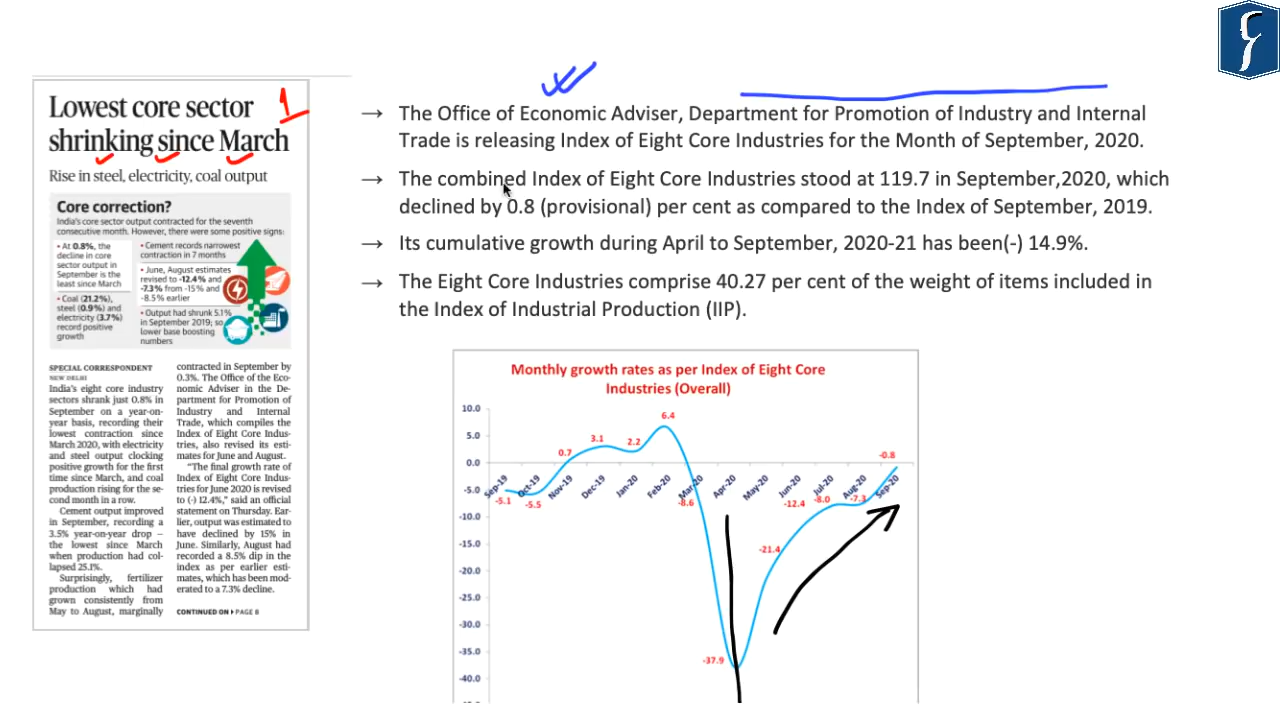 Lowest core sector
shrinking since March
Rise in steel, electricity, coal output
Core correction?
India's core sector output contracted for the seventh
consecutive month. However, there were some positive signs:
• At 0.8%, the
decline in core
sector output in
September is the
least since March
• Coal (21.2%),
steel (0.9%) and
electricity (3.7%)
record positive
growth
• Cement records narrowest
contraction in 7 months
• June, August estimates
revised to -12.4% and
-7.3% from -15% and
-8.5% earlier
• Output had shrunk 5.1%
in September 2019; so
lower base boosting
numbers
SPECIAL CORRESPONDENT
NEW DELHI
India's eight core industry
sectors shrank just 0.8% in
September on a year-on-
year basis, recording their
lowest contraction since
March 2020, with electricity
and steel output clocking
positive growth for the first
time since March, and coal
production rising for the se-
cond month in a row.
Cement output improved
in September, recording a
3.5% year-on-year drop –
the lowest since March
when production had col-
lapsed 25.1%.
Surprisingly, fertilizer
production which had
grown consistently from
May to August, marginally
contracted in September by
0.3%. The Office of the Eco-
nomic Adviser in the De-
partment for Promotion of
Industry and Internal
Trade, which compiles the
Index of Eight Core Indus-
tries, also revised its esti-
mates for June and August.
"The final growth rate of
Index of Eight Core Indus-
tries for June 2020 is revised
to (-) 12.4%," said an official
statement on Thursday. Ear-
lier, output was estimated to
have declined by 15% in
June. Similarly, August had
recorded a 8.5% dip in the
index as per earlier esti-
mates, which has been mod-
erated to a 7.3% decline.
CONTINUED ON ▸ PAGE 8
1
→ The Office of Economic Adviser, Department for Promotion of Industry and Internal
Trade is releasing Index of Eight Core Industries for the Month of September, 2020.
→ The combined Index of Eight Core Industries stood at 119.7 in September,2020, which
declined by 0.8 (provisional) per cent as compared to the Index of September, 2019.
→ Its cumulative growth during April to September, 2020-21 has been(-) 14.9%.
→ The Eight Core Industries comprise 40.27 per cent of the weight of items included in
the Index of Industrial Production (IIP).
Monthly growth rates as per Index of Eight Core
Industries (Overall)
10.0
5.0
0.0
-5.0
-10.0
-15.0
-20.0
-25.0
-30.0
-35.0
-40.0
-5.1
-5.5
0.7
3.1
2.2
6.4
-8.6
-37.9
-21.4
-12.4
-8.0
-7.3
-0.8
Sep-19
Oct-19
Nov-19
Dec-19
Jan-20
Feb-20
Mar-20
Apr-20
May-20
Jun-20
Jul-20
Aug-20
Sep-20